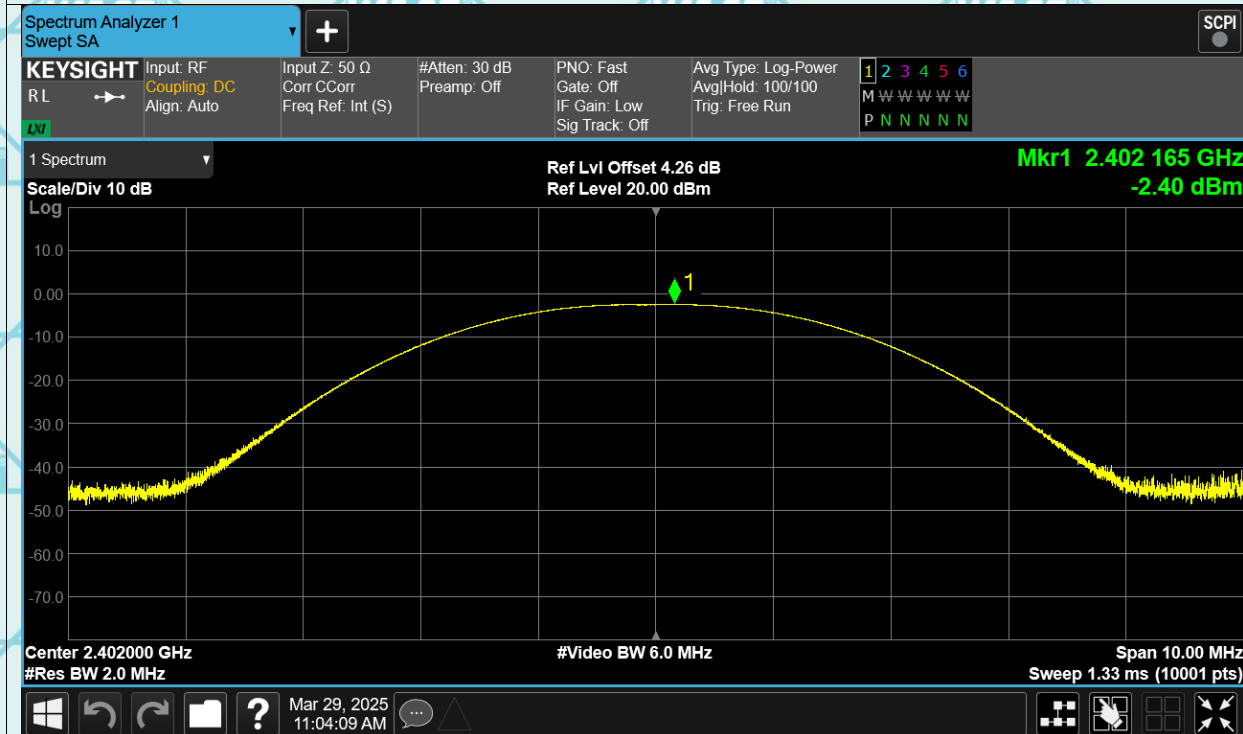 Spectrum Analyzer 1
Swept SA
+
SCPI
KEYSIGHT
R L
LXI
Input: RF
Coupling: DC
Align: Auto
Input Z: 50 Ω
Corr CCorr
Freq Ref: Int (S)
#Atten: 30 dB
Preamp: Off
PNO: Fast
Gate: Off
IF Gain: Low
Sig Track: Off
Avg Type: Log-Power
Avg|Hold: 100/100
Trig: Free Run
1 2 3 4 5 6
M W W W W W
P N N N N N
1 Spectrum
Scale/Div 10 dB
Log
Ref Lvl Offset 4.26 dB
Ref Level 20.00 dBm
Mkr1 2.402 165 GHz
-2.40 dBm
10.0
0.00
-10.0
-20.0
-30.0
-40.0
-50.0
-60.0
-70.0
1
Center 2.402000 GHz
#Res BW 2.0 MHz
#Video BW 6.0 MHz
Span 10.00 MHz
Sweep 1.33 ms (10001 pts)
?
Mar 29, 2025
11:04:09 AM